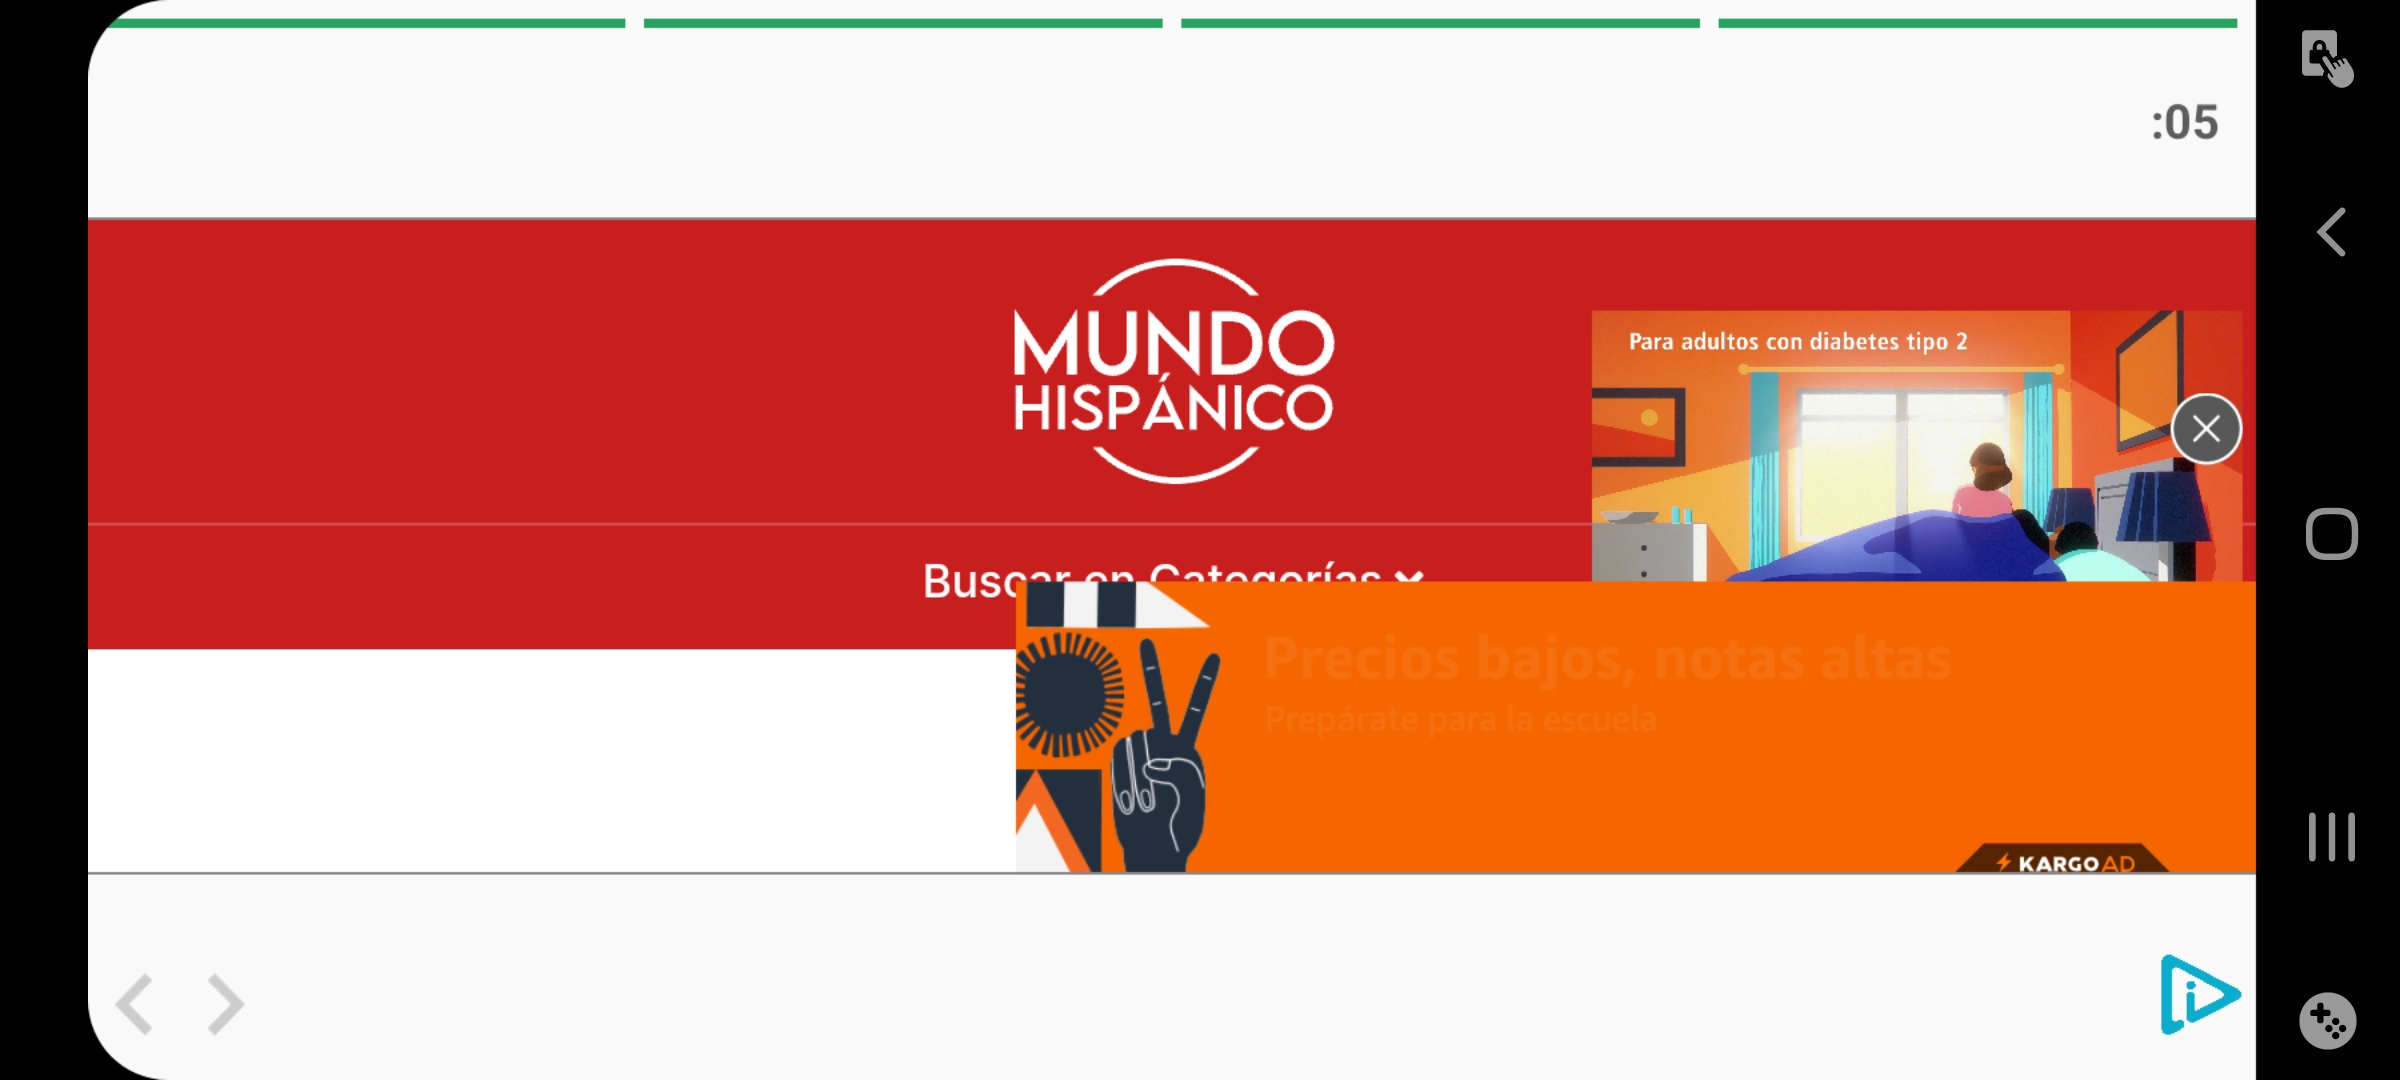 :05
MUNDO
HISPÁNICO
Para adultos con diabetes tipo 2
Buscar en Categorías
Precios bajos, notas altas
Prepárate para la escuela
KARGO AD